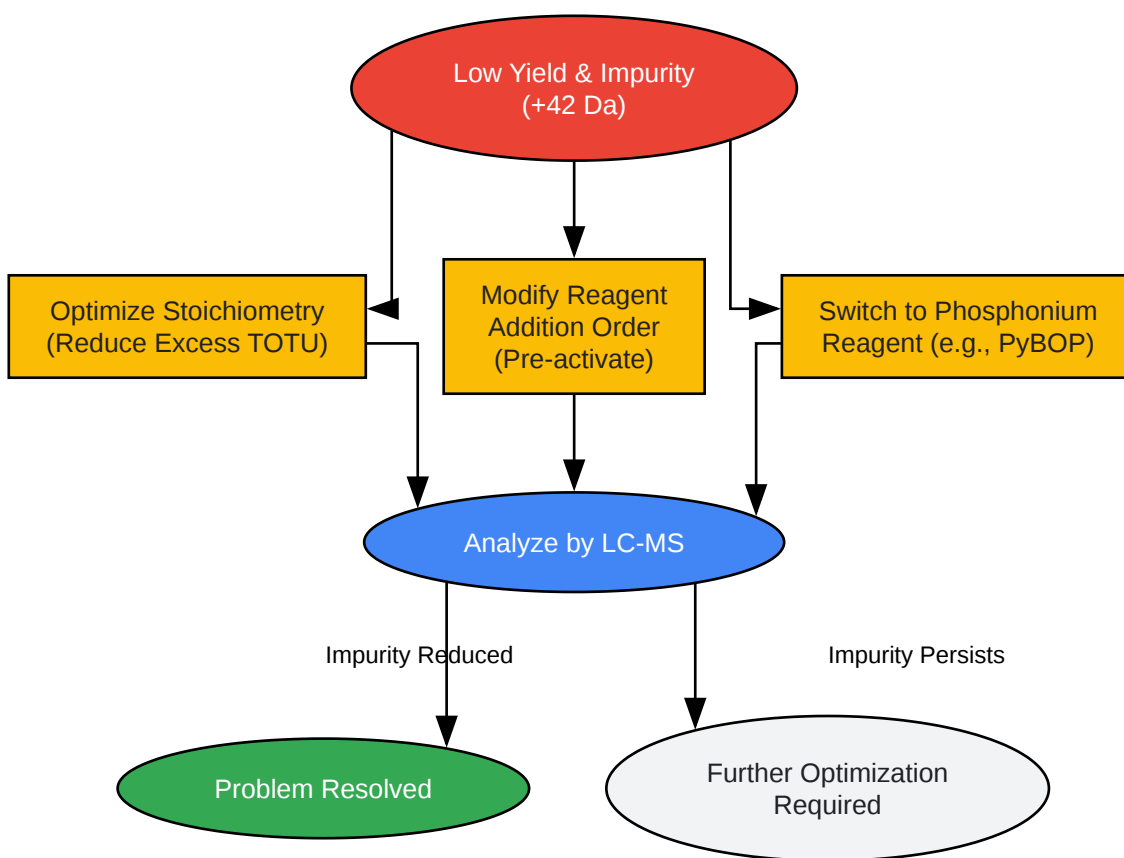 Low Yield & Impurity
(+42 Da)
Optimize Stoichiometry
(Reduce Excess TOTU)
Modify Reagent
Addition Order
(Pre-activate)
Switch to Phosphonium
Reagent (e.g., PyBOP)
Analyze by LC-MS
Impurity Reduced
Impurity Persists
Problem Resolved
Further Optimization
Required